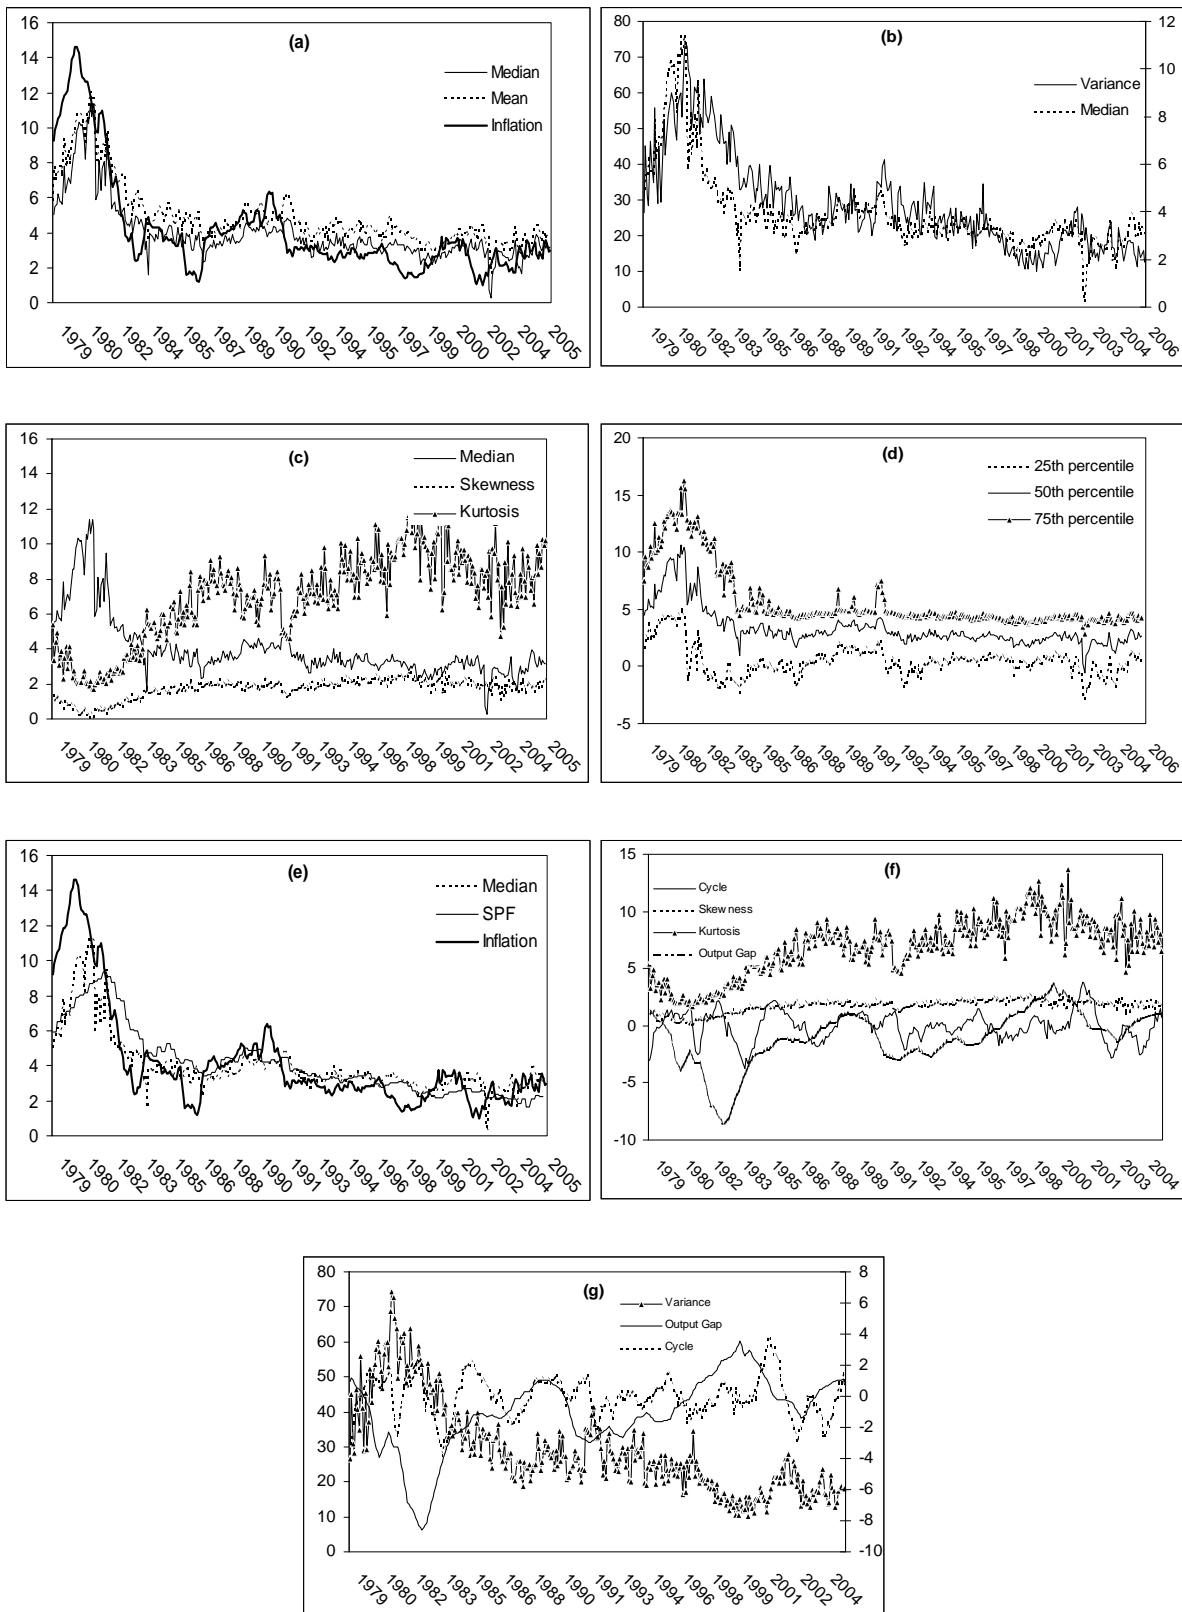 (a)
Median
Mean
Inflation
16
14
12
10
8
6
4
2
0
1979 1980 1982 1984 1985 1987 1989 1990 1992 1994 1995 1997 1999 2000 2002 2004 2005
(b)
Variance
Median
80
70
60
50
40
30
20
10
0
12
10
8
6
4
2
0
1979 1980 1982 1983 1985 1986 1988 1989 1991 1992 1994 1995 1997 1998 2000 2001 2003 2004 2006
(c)
Median
Skewness
Kurtosis
16
14
12
10
8
6
4
2
0
1979 1980 1982 1983 1985 1986 1988 1990 1991 1993 1994 1996 1998 1999 2001 2002 2004 2005
(d)
25th percentile
50th percentile
75th percentile
20
15
10
5
0
-5
1979 1980 1982 1983 1985 1986 1988 1989 1991 1992 1994 1995 1997 1998 2000 2001 2003 2004 2006
(e)
Median
SPF
Inflation
16
14
12
10
8
6
4
2
0
1979 1980 1982 1983 1985 1986 1988 1990 1991 1993 1994 1996 1998 1999 2001 2002 2004 2005
(f)
Cycle
Skewness
Kurtosis
Output Gap
15
10
5
0
-5
-10
1979 1980 1982 1983 1985 1986 1988 1989 1991 1992 1994 1995 1997 1998 2000 2001 2003 2004
(g)
Variance
Output Gap
Cycle
80
70
60
50
40
30
20
10
0
8
6
4
2
0
-2
-4
-6
-8
-10
1979 1980 1982 1983 1985 1986 1988 1990 1991 1993 1994 1996 1998 1999 2001 2002 2004